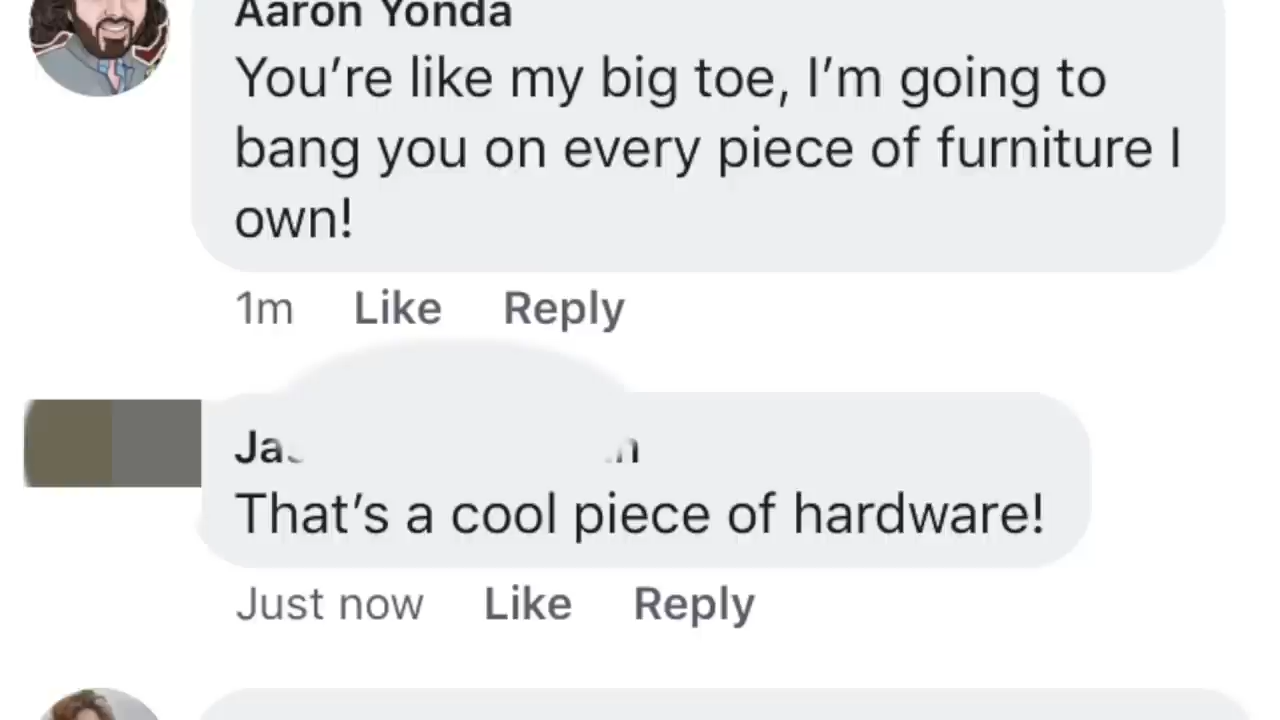 Aaron Yonda
You're like my big toe, I'm going to
bang you on every piece of furniture I
own!
1m Like Reply
That's a cool piece of hardware!
Just now Like Reply